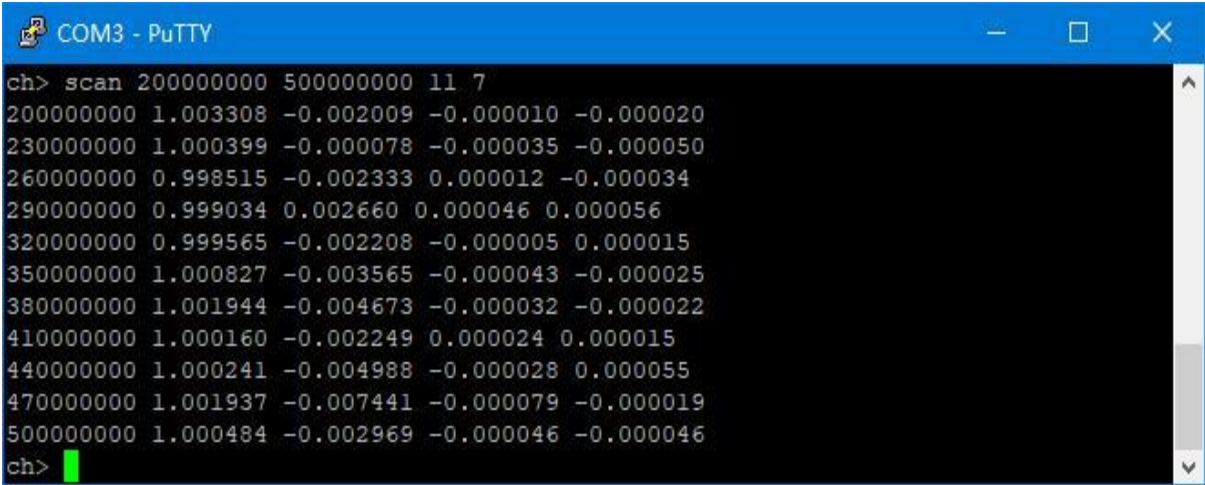 COM3 - PuTTY
ch> scan 200000000 500000000 11 7
200000000 1.003308 -0.002009 -0.000010 -0.000020
230000000 1.000399 -0.000078 -0.000035 -0.000050
260000000 0.998515 -0.002333 0.000012 -0.000034
290000000 0.999034 0.002660 0.000046 0.000056
320000000 0.999565 -0.002208 -0.000005 0.000015
350000000 1.000827 -0.003565 -0.000043 -0.000025
380000000 1.001944 -0.004673 -0.000032 -0.000022
410000000 1.000160 -0.002249 0.000024 0.000015
440000000 1.000241 -0.004988 -0.000028 0.000055
470000000 1.001937 -0.007441 -0.000079 -0.000019
500000000 1.000484 -0.002969 -0.000046 -0.000046
ch>